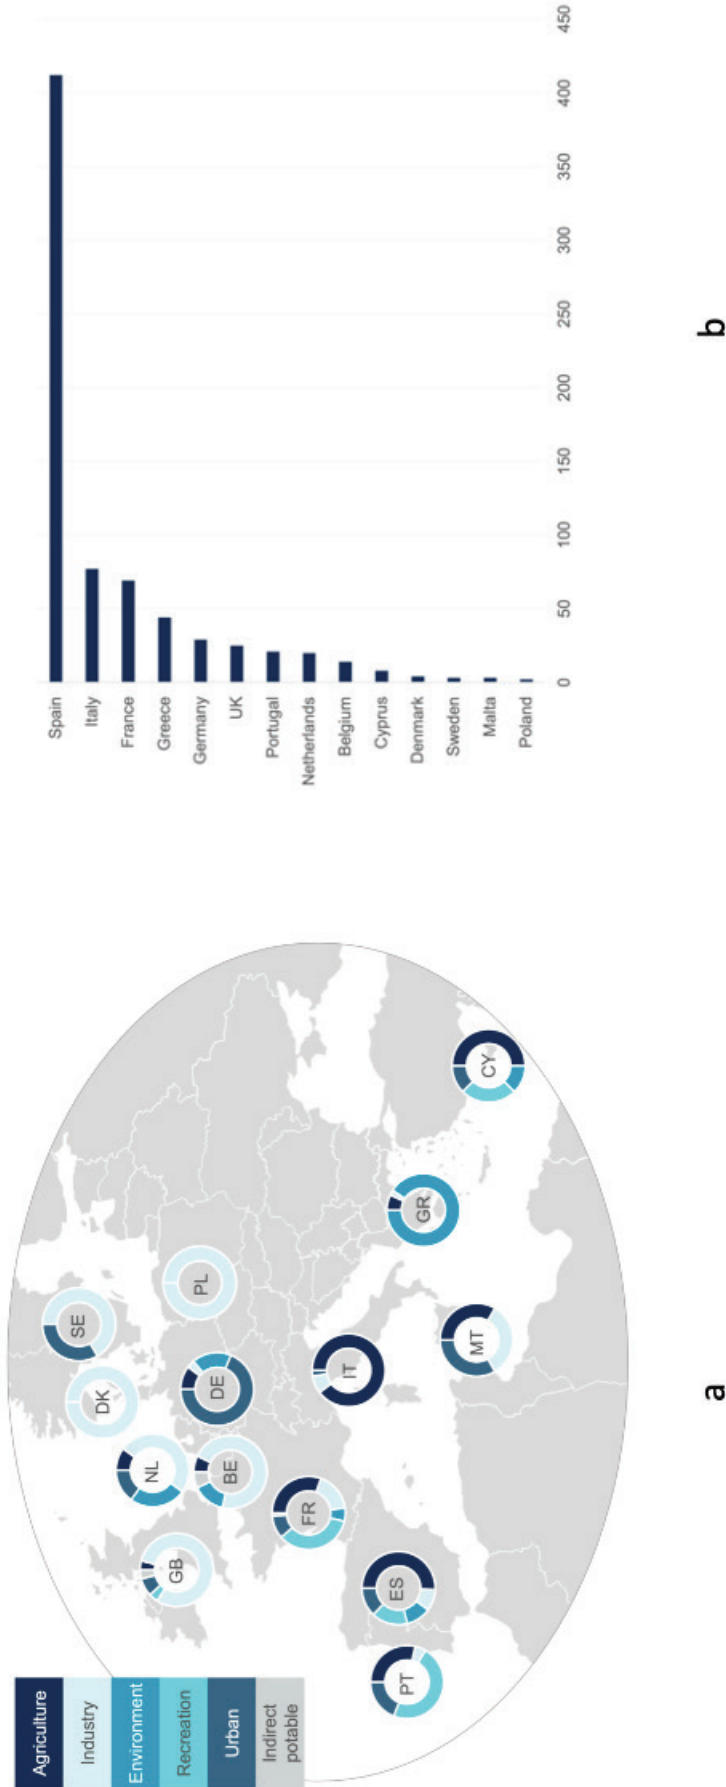 Agriculture
Industry
Environment
Recreation
Urban
Indirect
potable
SE
DK
NL
GB
PL
DE
BE
FR
IT
ES
PT
MT
GR
CY
a
Spain
Italy
France
Greece
Germany
UK
Portugal
Netherlands
Belgium
Cyprus
Denmark
Sweden
Malta
Poland
0 50 100 150 200 250 300 350 400 450
b